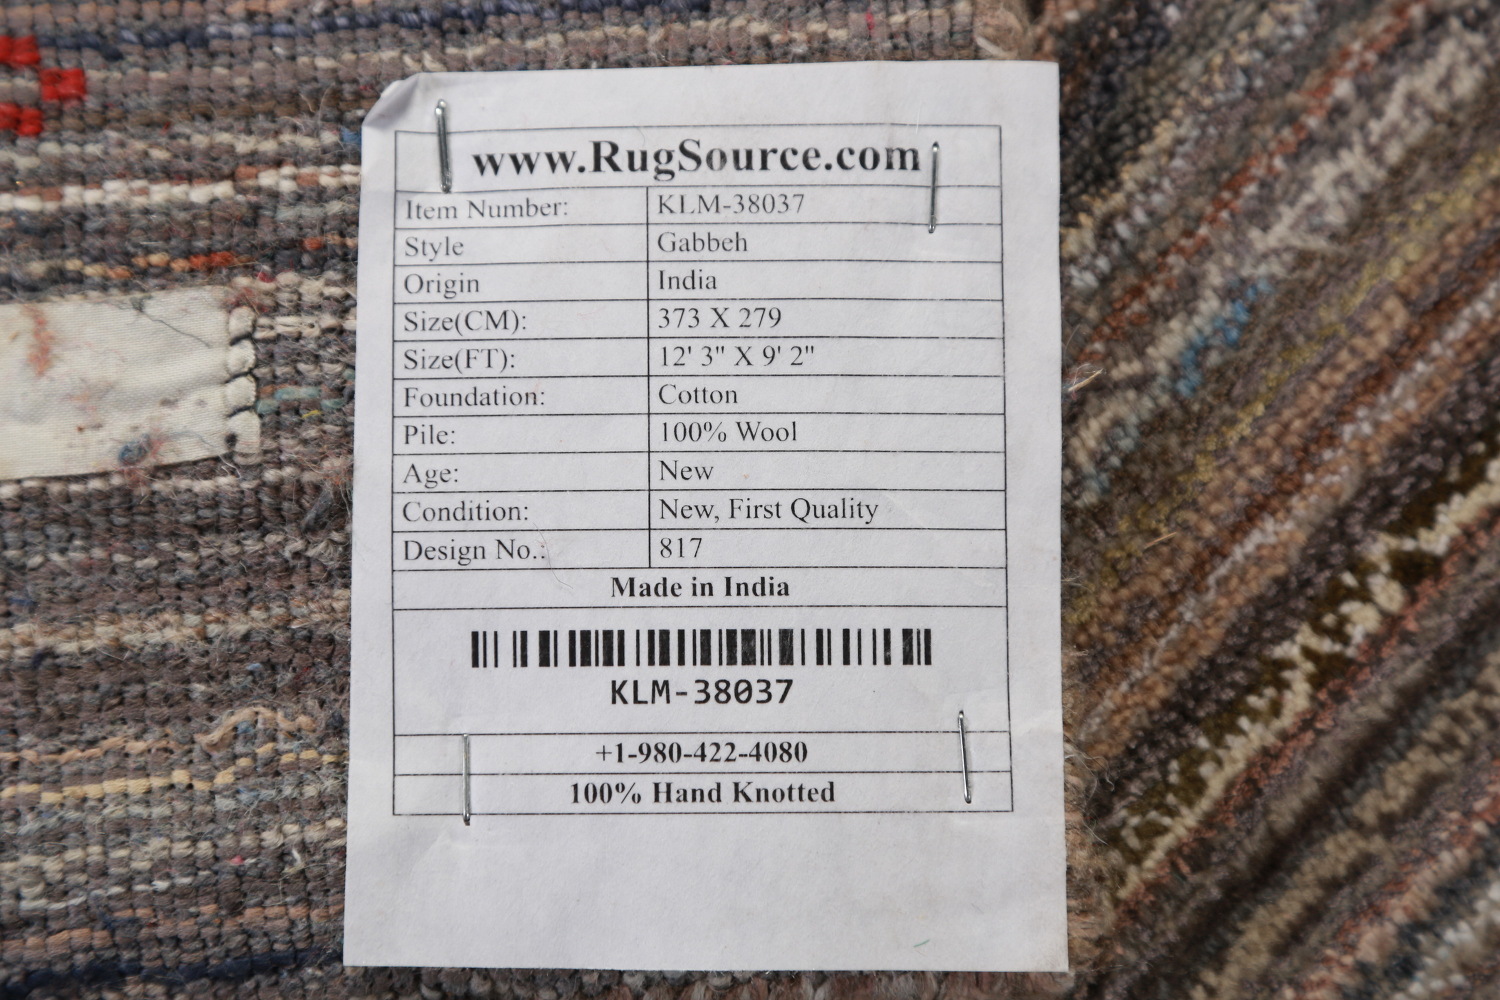 www.RugSource.com
Item Number: KLM-38037
Style Gabbeh
Origin India
Size(CM): 373 X 279
Size(FT): 12' 3" X 9' 2"
Foundation: Cotton
Pile: 100% Wool
Age: New
Condition: New, First Quality
Design No.: 817
Made in India
KLM-38037
+1-980-422-4080
100% Hand Knotted